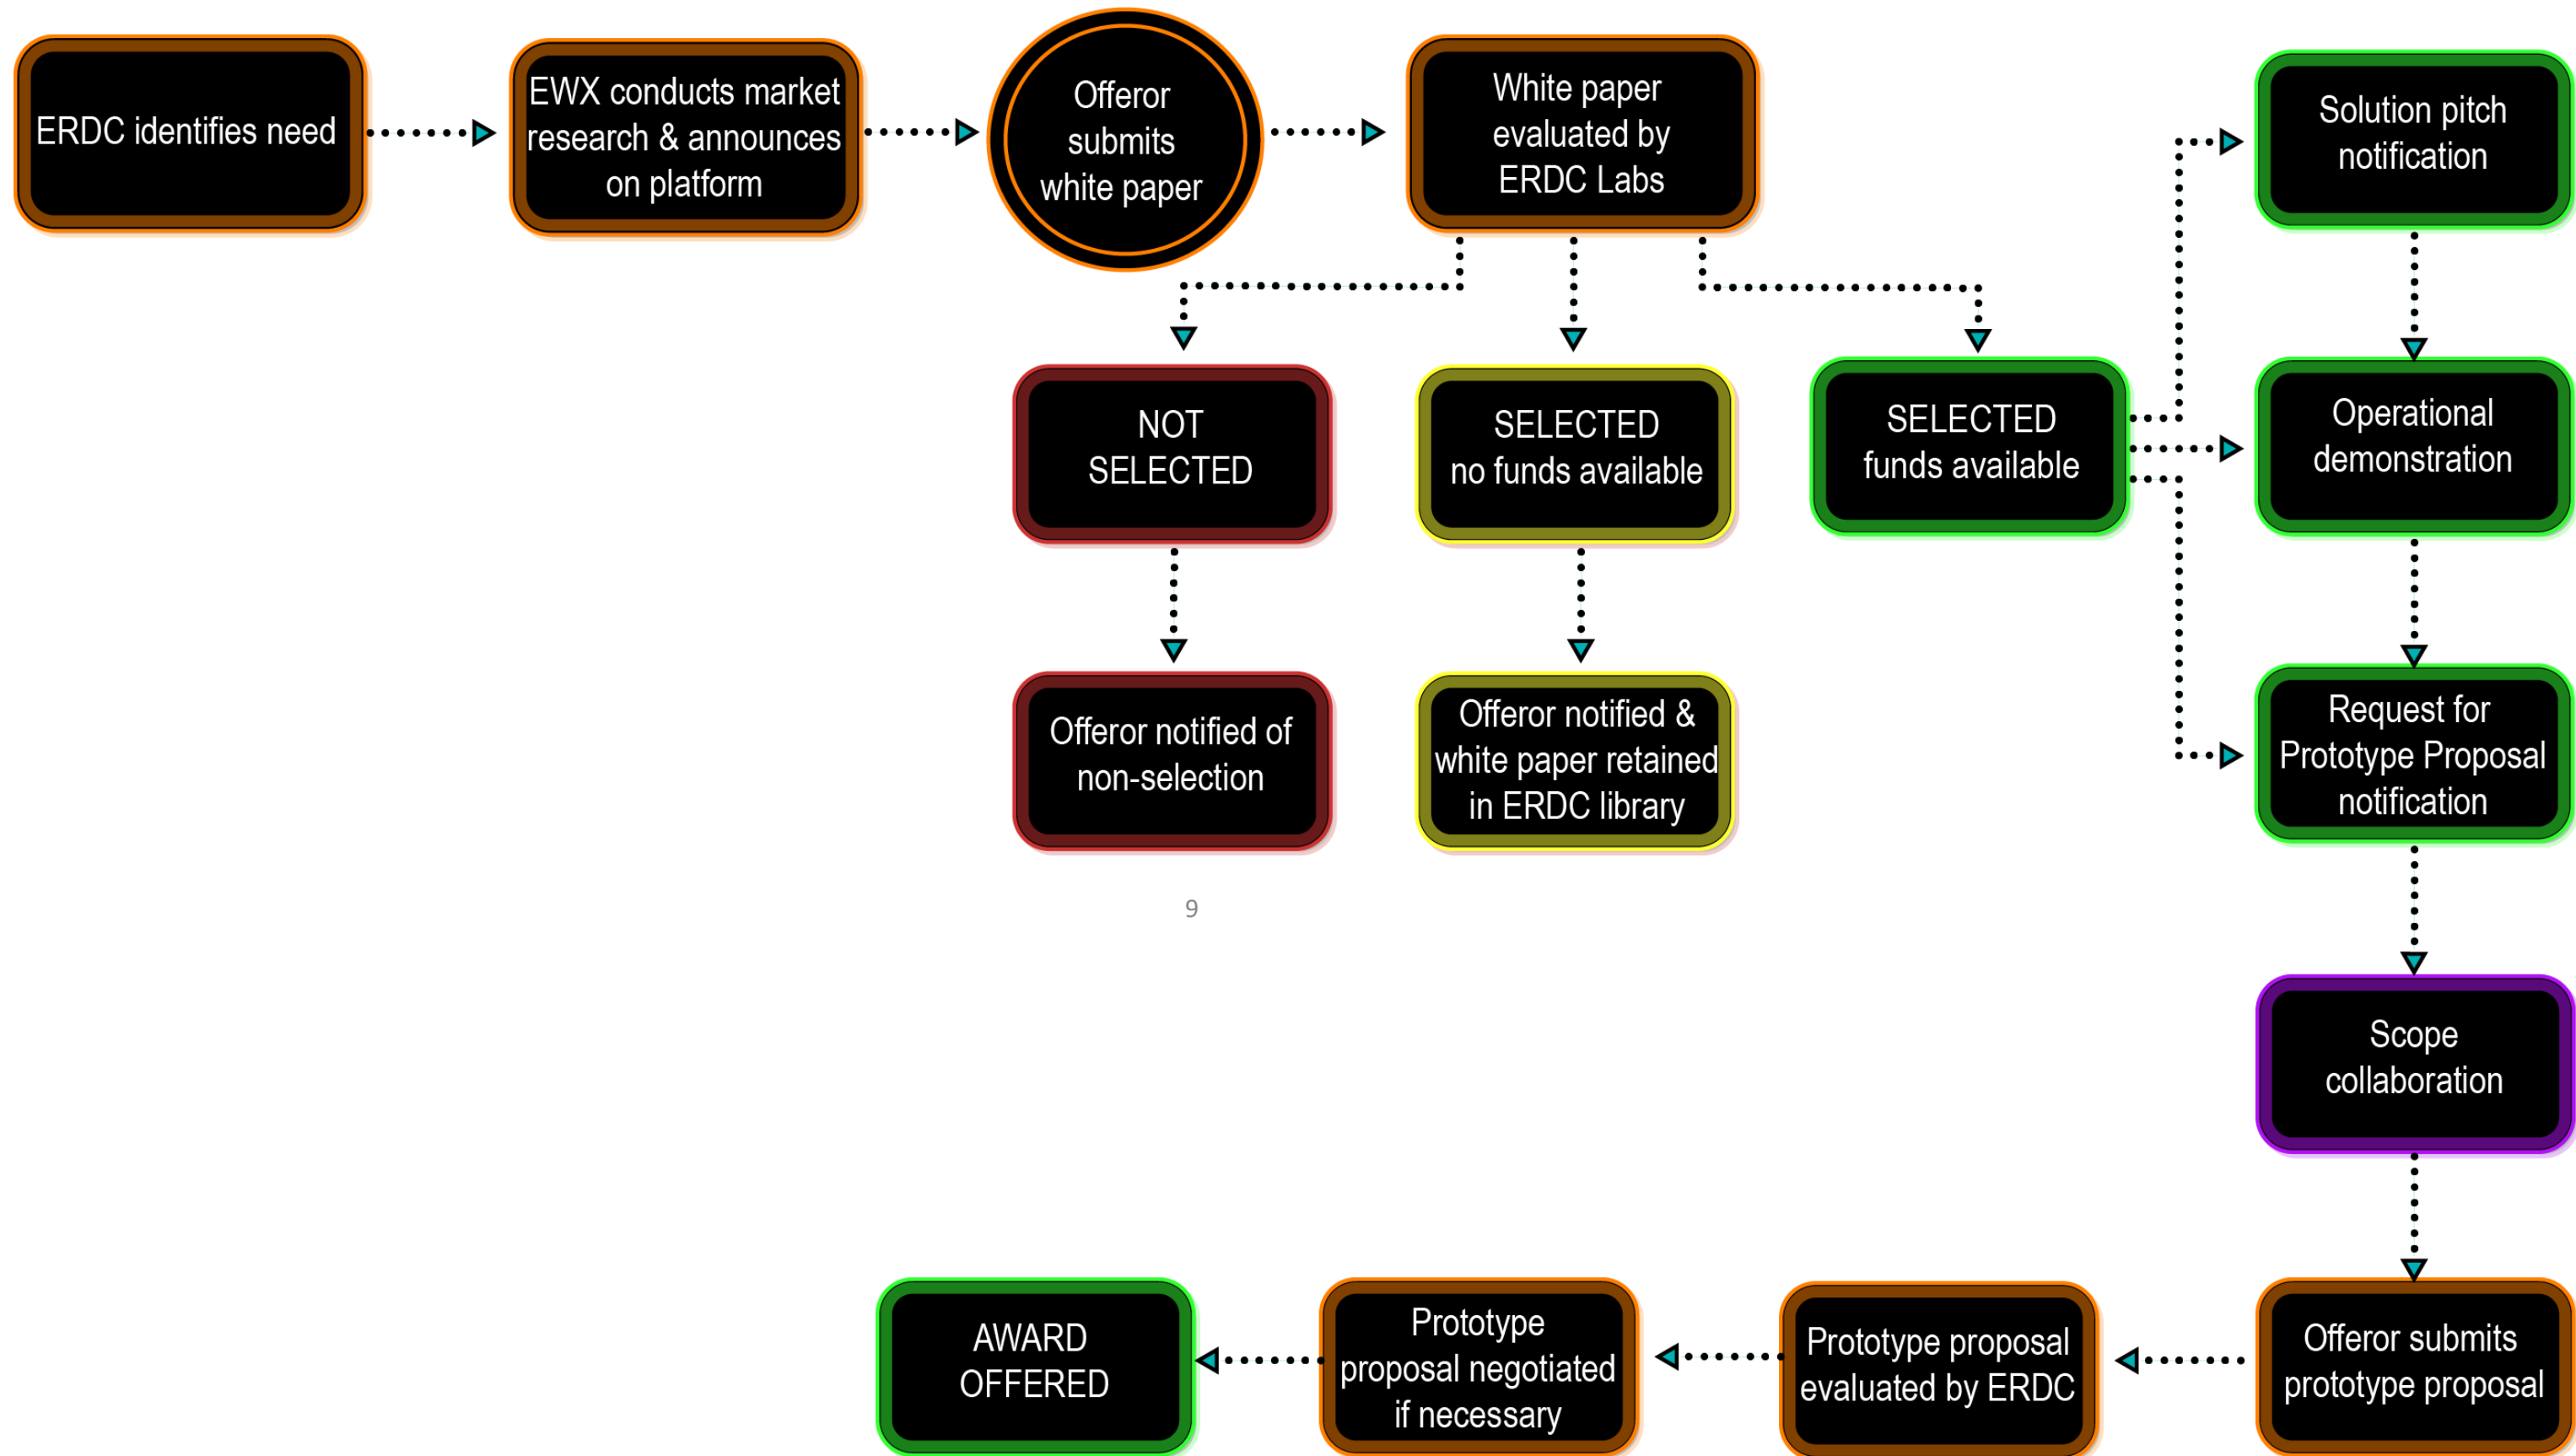 ERDC identifies need
EWX conducts market
research & announces
on platform
Offeror
submits
white paper
White paper
evaluated by
ERDC Labs
Solution pitch
notification
NOT
SELECTED
SELECTED
no funds available
SELECTED
funds available
Operational
demonstration
Offeror notified of
non-selection
Offeror notified &
white paper retained
in ERDC library
Request for
Prototype Proposal
notification
9
Scope
collaboration
AWARD
OFFERED
Prototype
proposal negotiated
if necessary
Prototype proposal
evaluated by ERDC
Offeror submits
prototype proposal